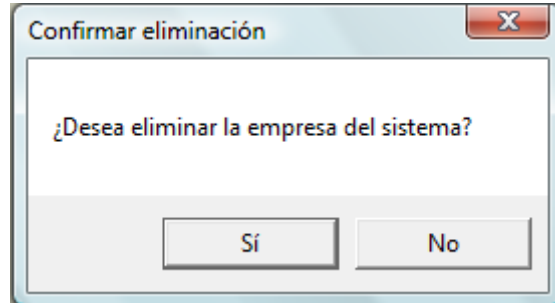 Confirmar eliminación
¿Desea eliminar la empresa del sistema?
Sí
No